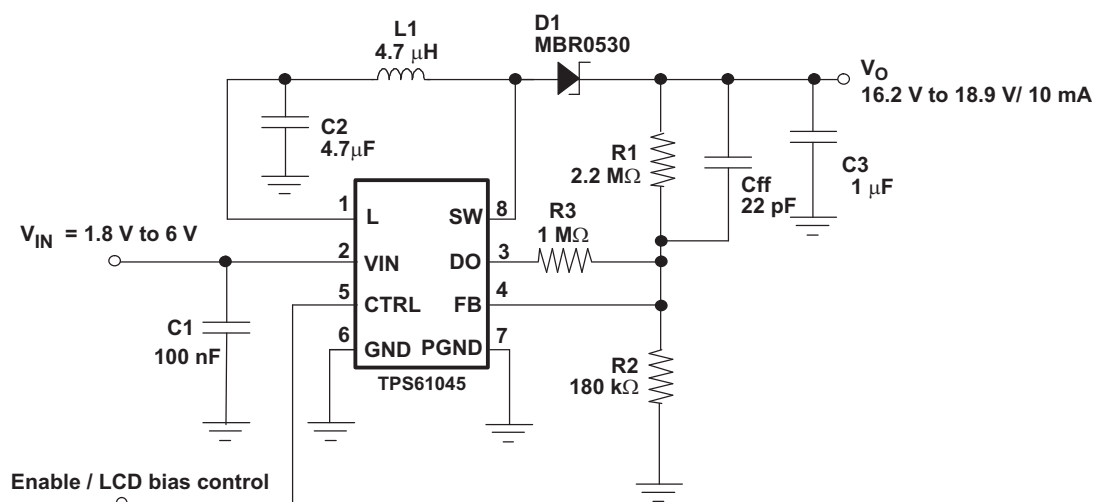 L1
4.7 μH
D1
MBR0530
VO
16.2 V to 18.9 V/ 10 mA
C2
4.7μF
R1
2.2 MΩ
Cff
22 pF
C3
1 μF
1
L
SW
8
R3
1 MΩ
VIN = 1.8 V to 6 V
2
VIN
DO
3
5
CTRL
FB
4
C1
100 nF
6
GND
PGND
7
TPS61045
R2
180 kΩ
Enable / LCD bias control